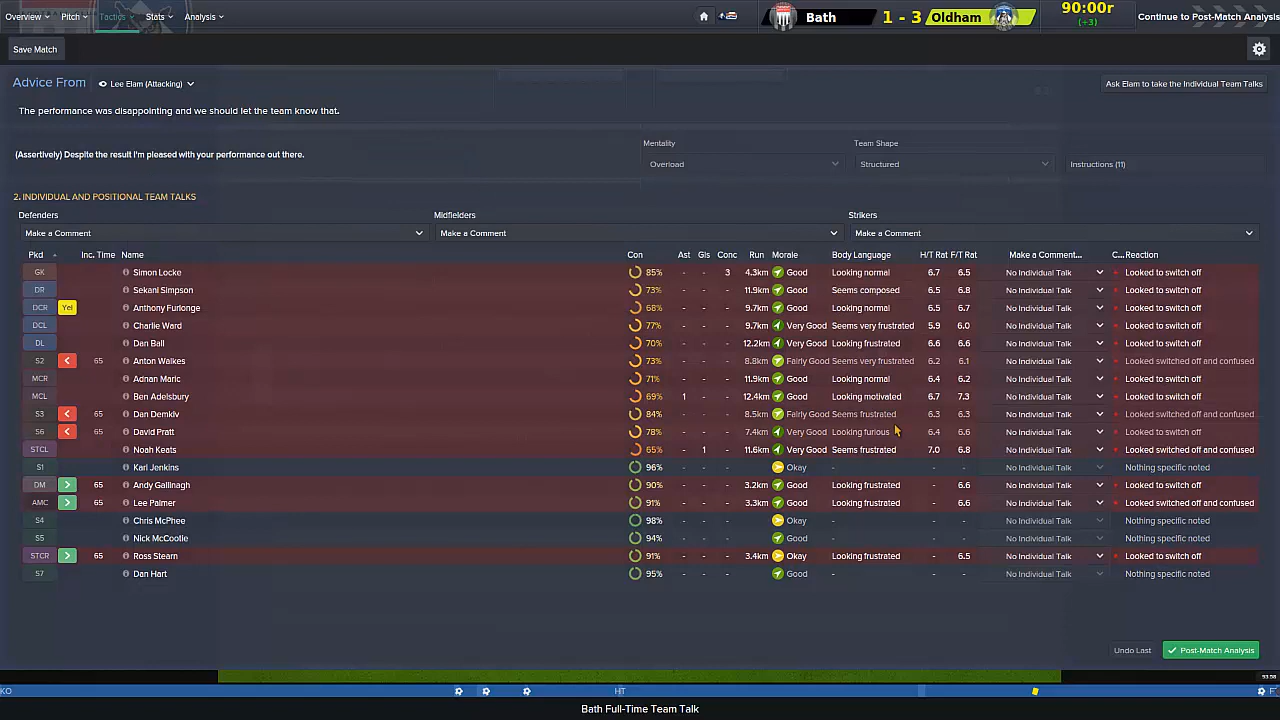 Overview Pitch Tactics Stats Analysis Bath 1 - 3 Oldham 90:00r (+3) Continue to Post-Match Analysis
Save Match
Advice From Lee Elam (Attacking) Ask Elam to take the Individual Team Talks
The performance was disappointing and we should let the team know that.
Mentality Team Shape
(Assertively) Despite the result I'm pleased with your performance out there. Overload Structured Instructions (11)
2. INDIVIDUAL AND POSITIONAL TEAM TALKS
Defenders Midfielders Strikers
Make a Comment Make a Comment Make a Comment
Pkd Inc. Time Name Con Ast Gls Conc Run Morale Body Language H/T Rat F/T Rat Make a Comment... C... Reaction
GK Simon Locke 85% - - 3 4.3km Good Looking normal 6.7 6.5 No Individual Talk Looked to switch off
DR Sekani Simpson 73% - - - 11.9km Good Seems composed 6.5 6.8 No Individual Talk Looked to switch off
DCR Yel Anthony Furlonge 68% - - - 9.7km Good Looking normal 6.5 6.7 No Individual Talk Looked to switch off
DCL Charlie Ward 77% - - - 9.7km Very Good Seems very frustrated 5.9 6.0 No Individual Talk Looked to switch off
DL Dan Ball 70% - - - 12.2km Very Good Looking frustrated 6.6 6.6 No Individual Talk Looked to switch off
S2 65 Anton Walkes 73% - - - 8.8km Fairly Good Seems very frustrated 6.2 6.1 No Individual Talk Looked switched off and confused
MCR Adnan Maric 71% - - - 11.9km Good Looking normal 6.4 6.2 No Individual Talk Looked to switch off
MCL Ben Adelsbury 69% 1 - - 12.4km Good Looking motivated 6.7 7.3 No Individual Talk Looked to switch off
S3 65 Dan Demkiv 84% - - - 8.5km Fairly Good Seems frustrated 6.3 6.3 No Individual Talk Looked switched off and confused
S6 65 David Pratt 78% - - - 7.4km Very Good Looking furious 6.4 6.6 No Individual Talk Looked to switch off
STCL Noah Keats 65% - 1 - 11.6km Very Good Seems frustrated 7.0 6.8 No Individual Talk Looked switched off and confused
S1 Karl Jenkins 96% - - - - Okay - - - No Individual Talk Nothing specific noted
DM 65 Andy Gallinagh 90% - - - 3.2km Good Looking frustrated - 6.6 No Individual Talk Looked to switch off
AMC 65 Lee Palmer 91% - - - 3.3km Good Looking frustrated - 6.6 No Individual Talk Looked switched off and confused
S4 Chris McPhee 98% - - - - Okay - - - No Individual Talk Nothing specific noted
S5 Nick McCootie 94% - - - - Good - - - No Individual Talk Nothing specific noted
STCR 65 Ross Stearn 91% - - - 3.4km Okay Looking frustrated - 6.5 No Individual Talk Looked to switch off
S7 Dan Hart 95% - - - - Good - - - No Individual Talk Nothing specific noted
Undo Last Post-Match Analysis
93:58
KO HT F
Bath Full-Time Team Talk